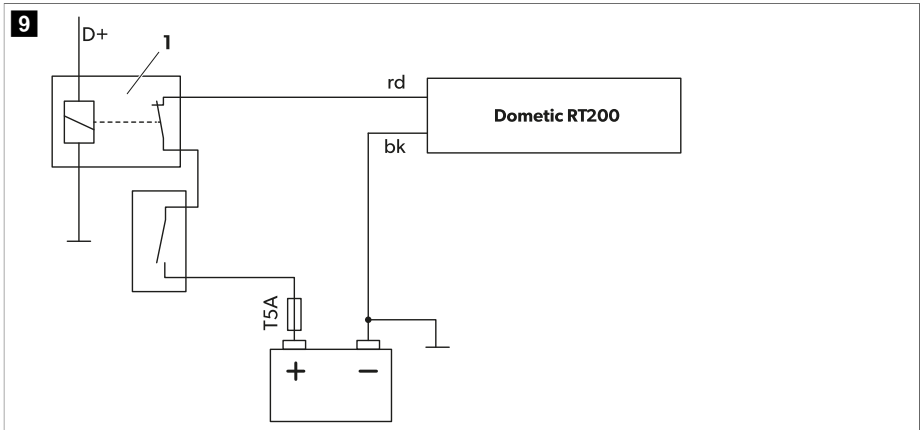 9
D+
1
rd
Dometic RT200
bk
T5A
+ −